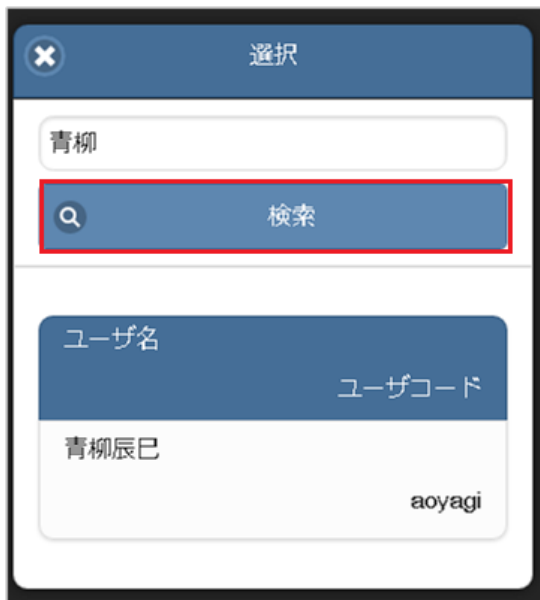 選択
青柳
検索
ユーザ名
ユーザコード
青柳辰巳
aoyagi